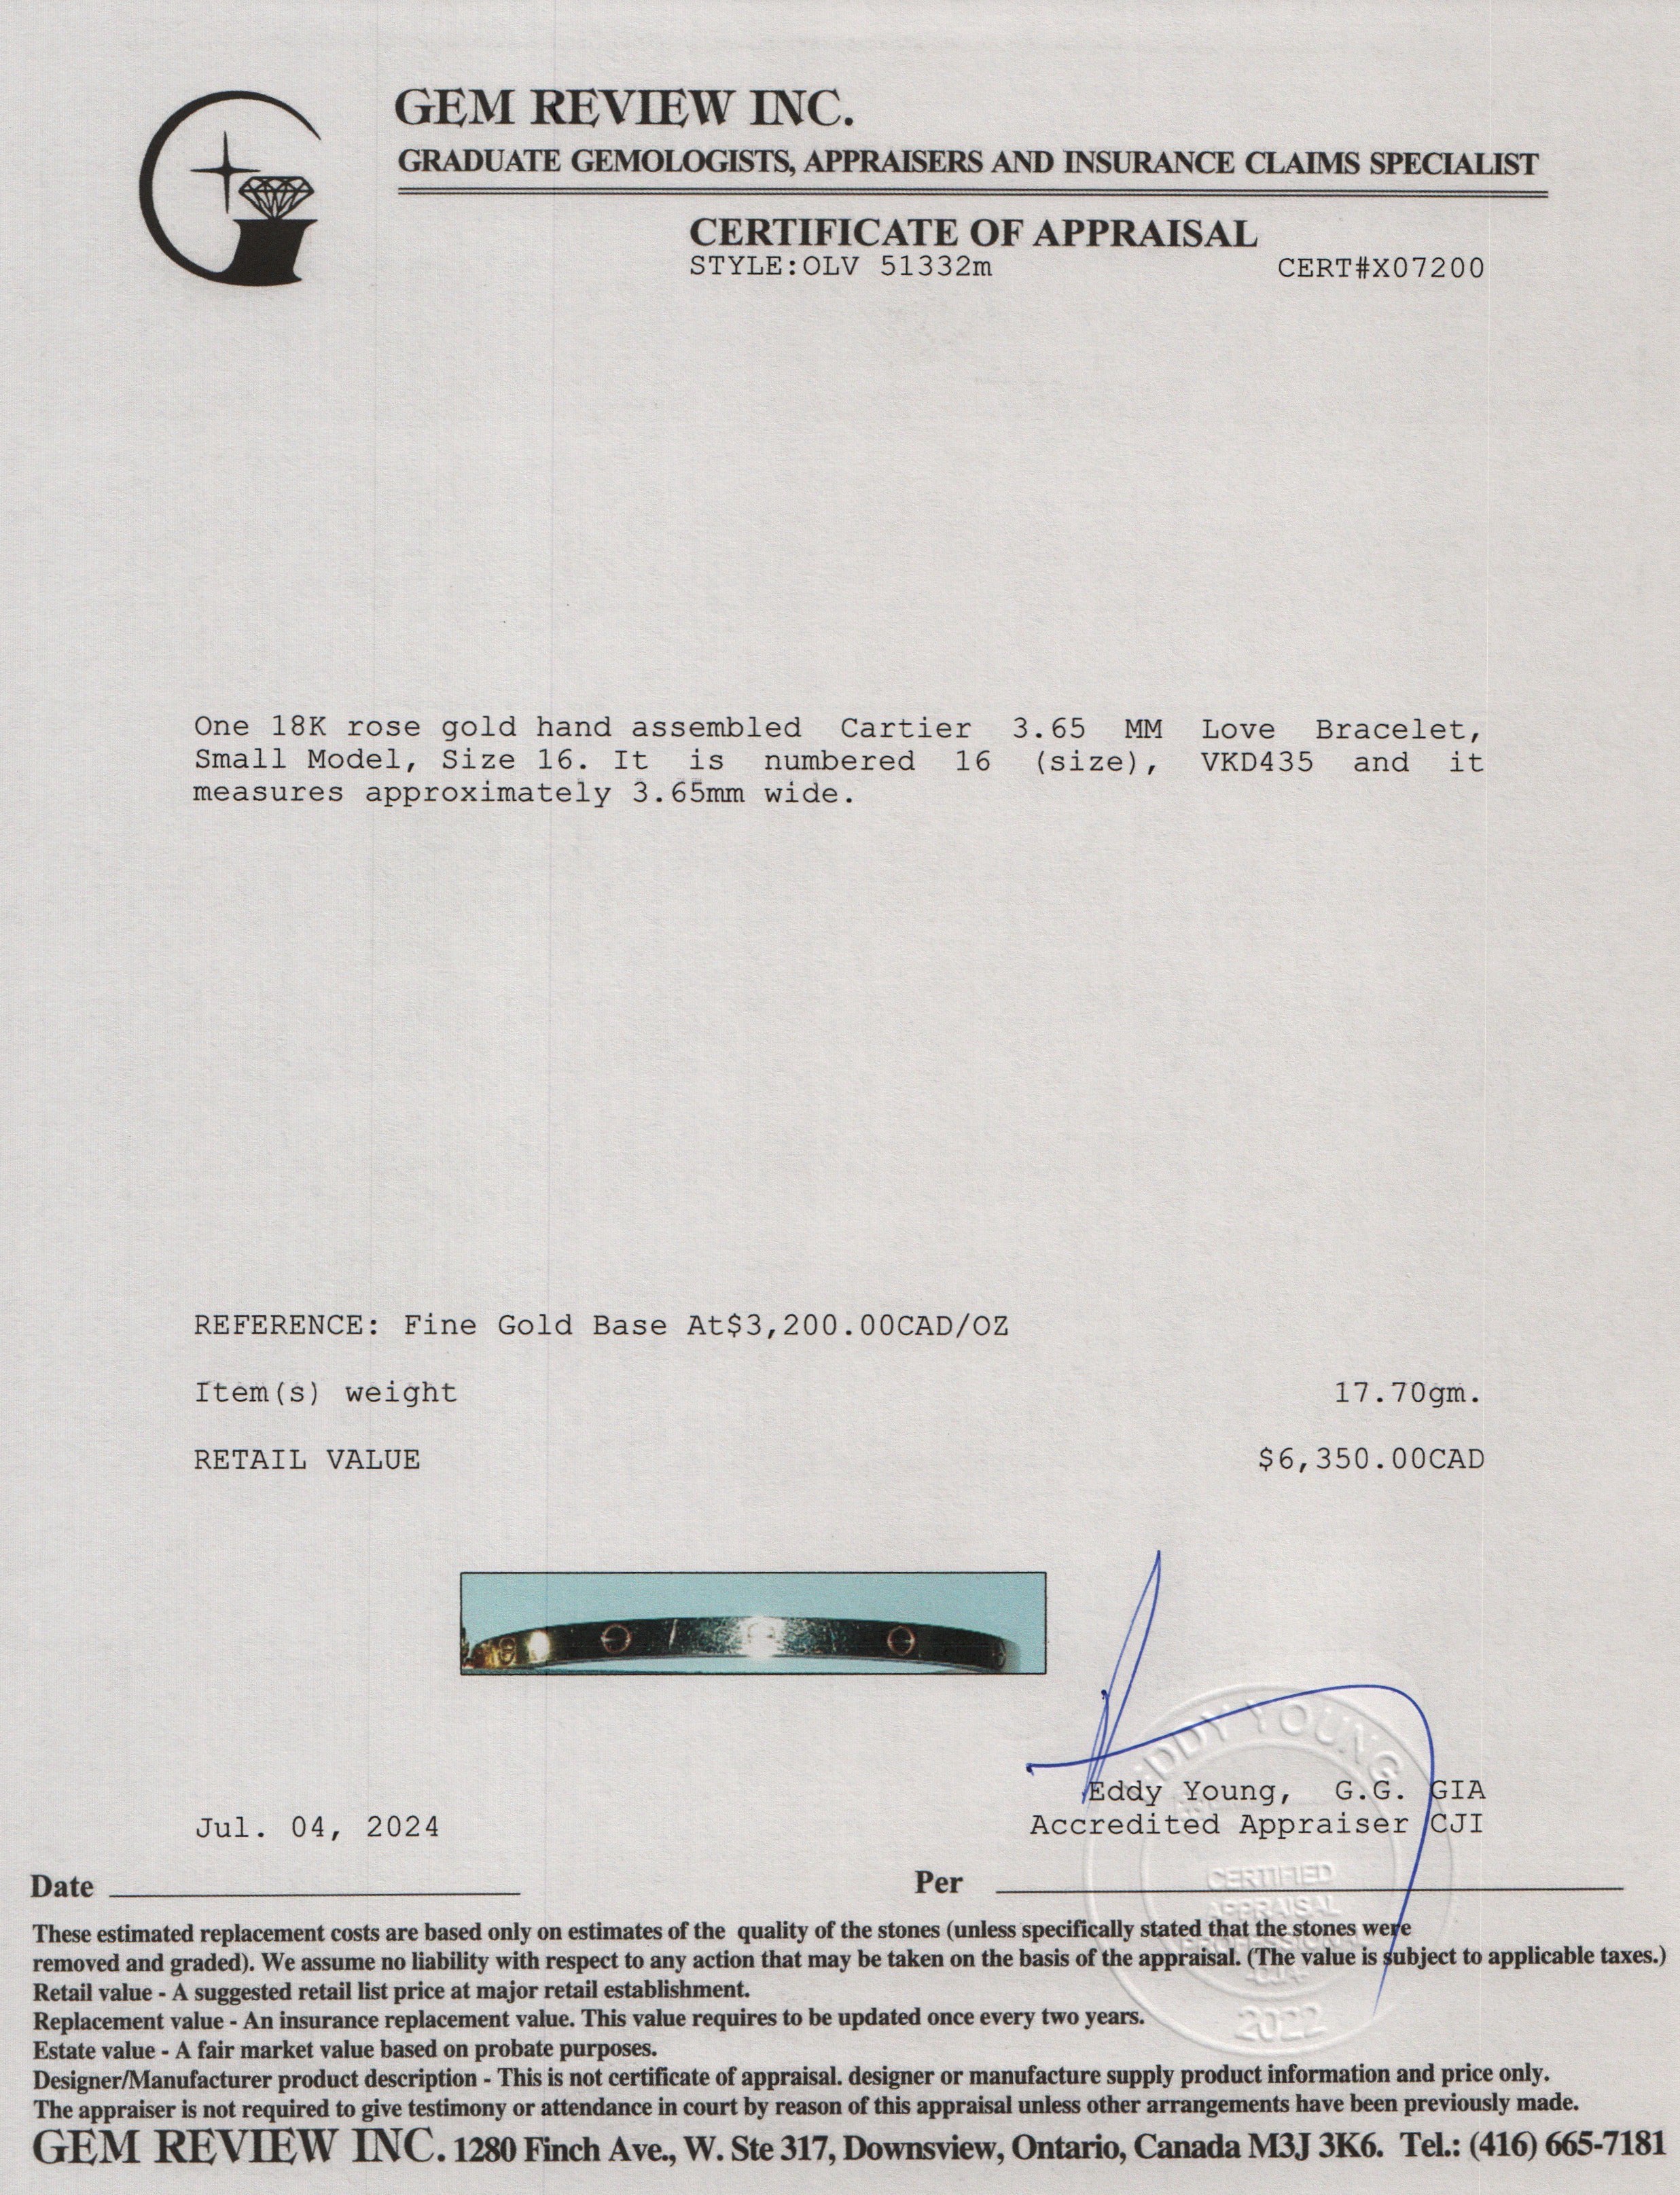 GEM REVIEW INC.
GRADUATE GEMOLOGISTS, APPRAISERS AND INSURANCE CLAIMS SPECIALIST
CERTIFICATE OF APPRAISAL
STYLE:OLV 51332m CERT#X07200
One 18K rose gold hand assembled Cartier 3.65 MM Love Bracelet,
Small Model, Size 16. It is numbered 16 (size), VKD435 and it
measures approximately 3.65mm wide.
REFERENCE: Fine Gold Base At$3,200.00CAD/OZ
Item(s) weight 17.70gm.
RETAIL VALUE $6,350.00CAD
EDDY YOUNG
Eddy Young, G.G. GIA
Jul. 04, 2024 Accredited Appraiser CJI
Date Per
CERTIFIED
APPRAISAL
PROFESSIONAL
2022
These estimated replacement costs are based only on estimates of the quality of the stones (unless specifically stated that the stones were
removed and graded). We assume no liability with respect to any action that may be taken on the basis of the appraisal. (The value is subject to applicable taxes.)
Retail value - A suggested retail list price at major retail establishment.
Replacement value - An insurance replacement value. This value requires to be updated once every two years.
Estate value - A fair market value based on probate purposes.
Designer/Manufacturer product description - This is not certificate of appraisal. designer or manufacture supply product information and price only.
The appraiser is not required to give testimony or attendance in court by reason of this appraisal unless other arrangements have been previously made.
GEM REVIEW INC. 1280 Finch Ave., W. Ste 317, Downsview, Ontario, Canada M3J 3K6. Tel.: (416) 665-7181